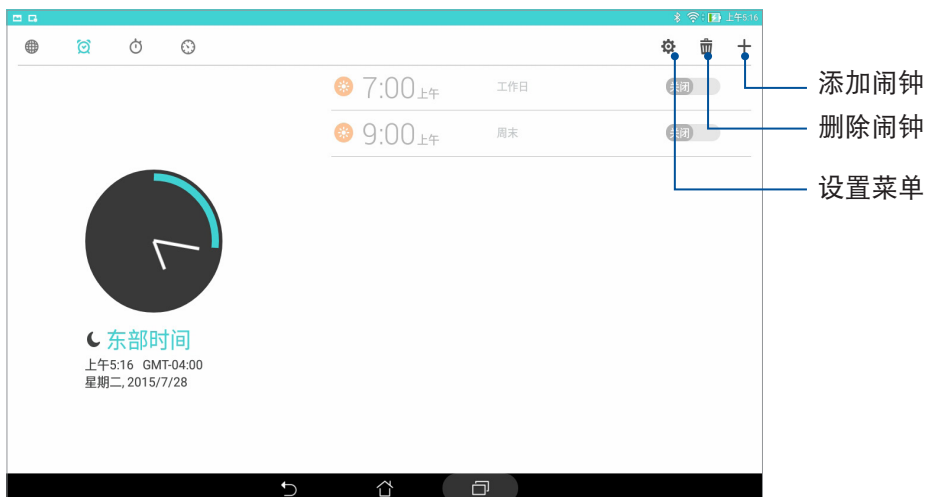 上午5:16
7:00上午 工作日 关闭
9:00上午 周末 关闭
添加闹钟
删除闹钟
设置菜单
东部时间
上午5:16 GMT-04:00
星期二, 2015/7/28